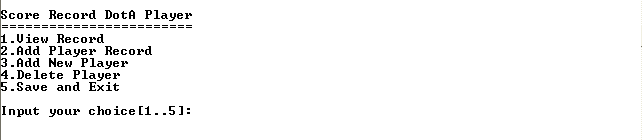 Score Record DotA Player
========================
1.View Record
2.Add Player Record
3.Add New Player
4.Delete Player
5.Save and Exit
Input your choice[1..5]: